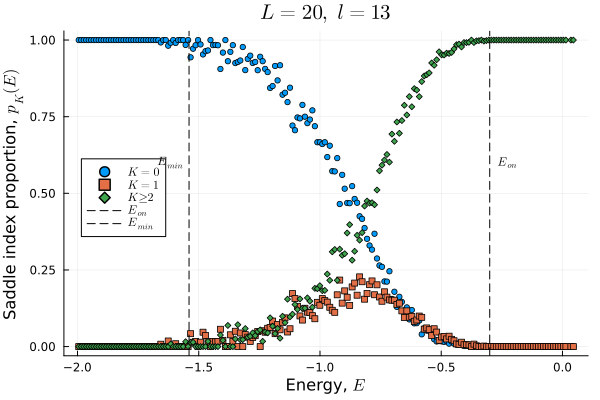 L = 20, l = 13
Saddle index proportion, p_K(E)
1.00
0.75
0.50
0.25
0.00
E_min
E_on
K = 0
K = 1
K ≥ 2
E_on
E_min
−2.0 −1.5 −1.0 −0.5 0.0
Energy, E